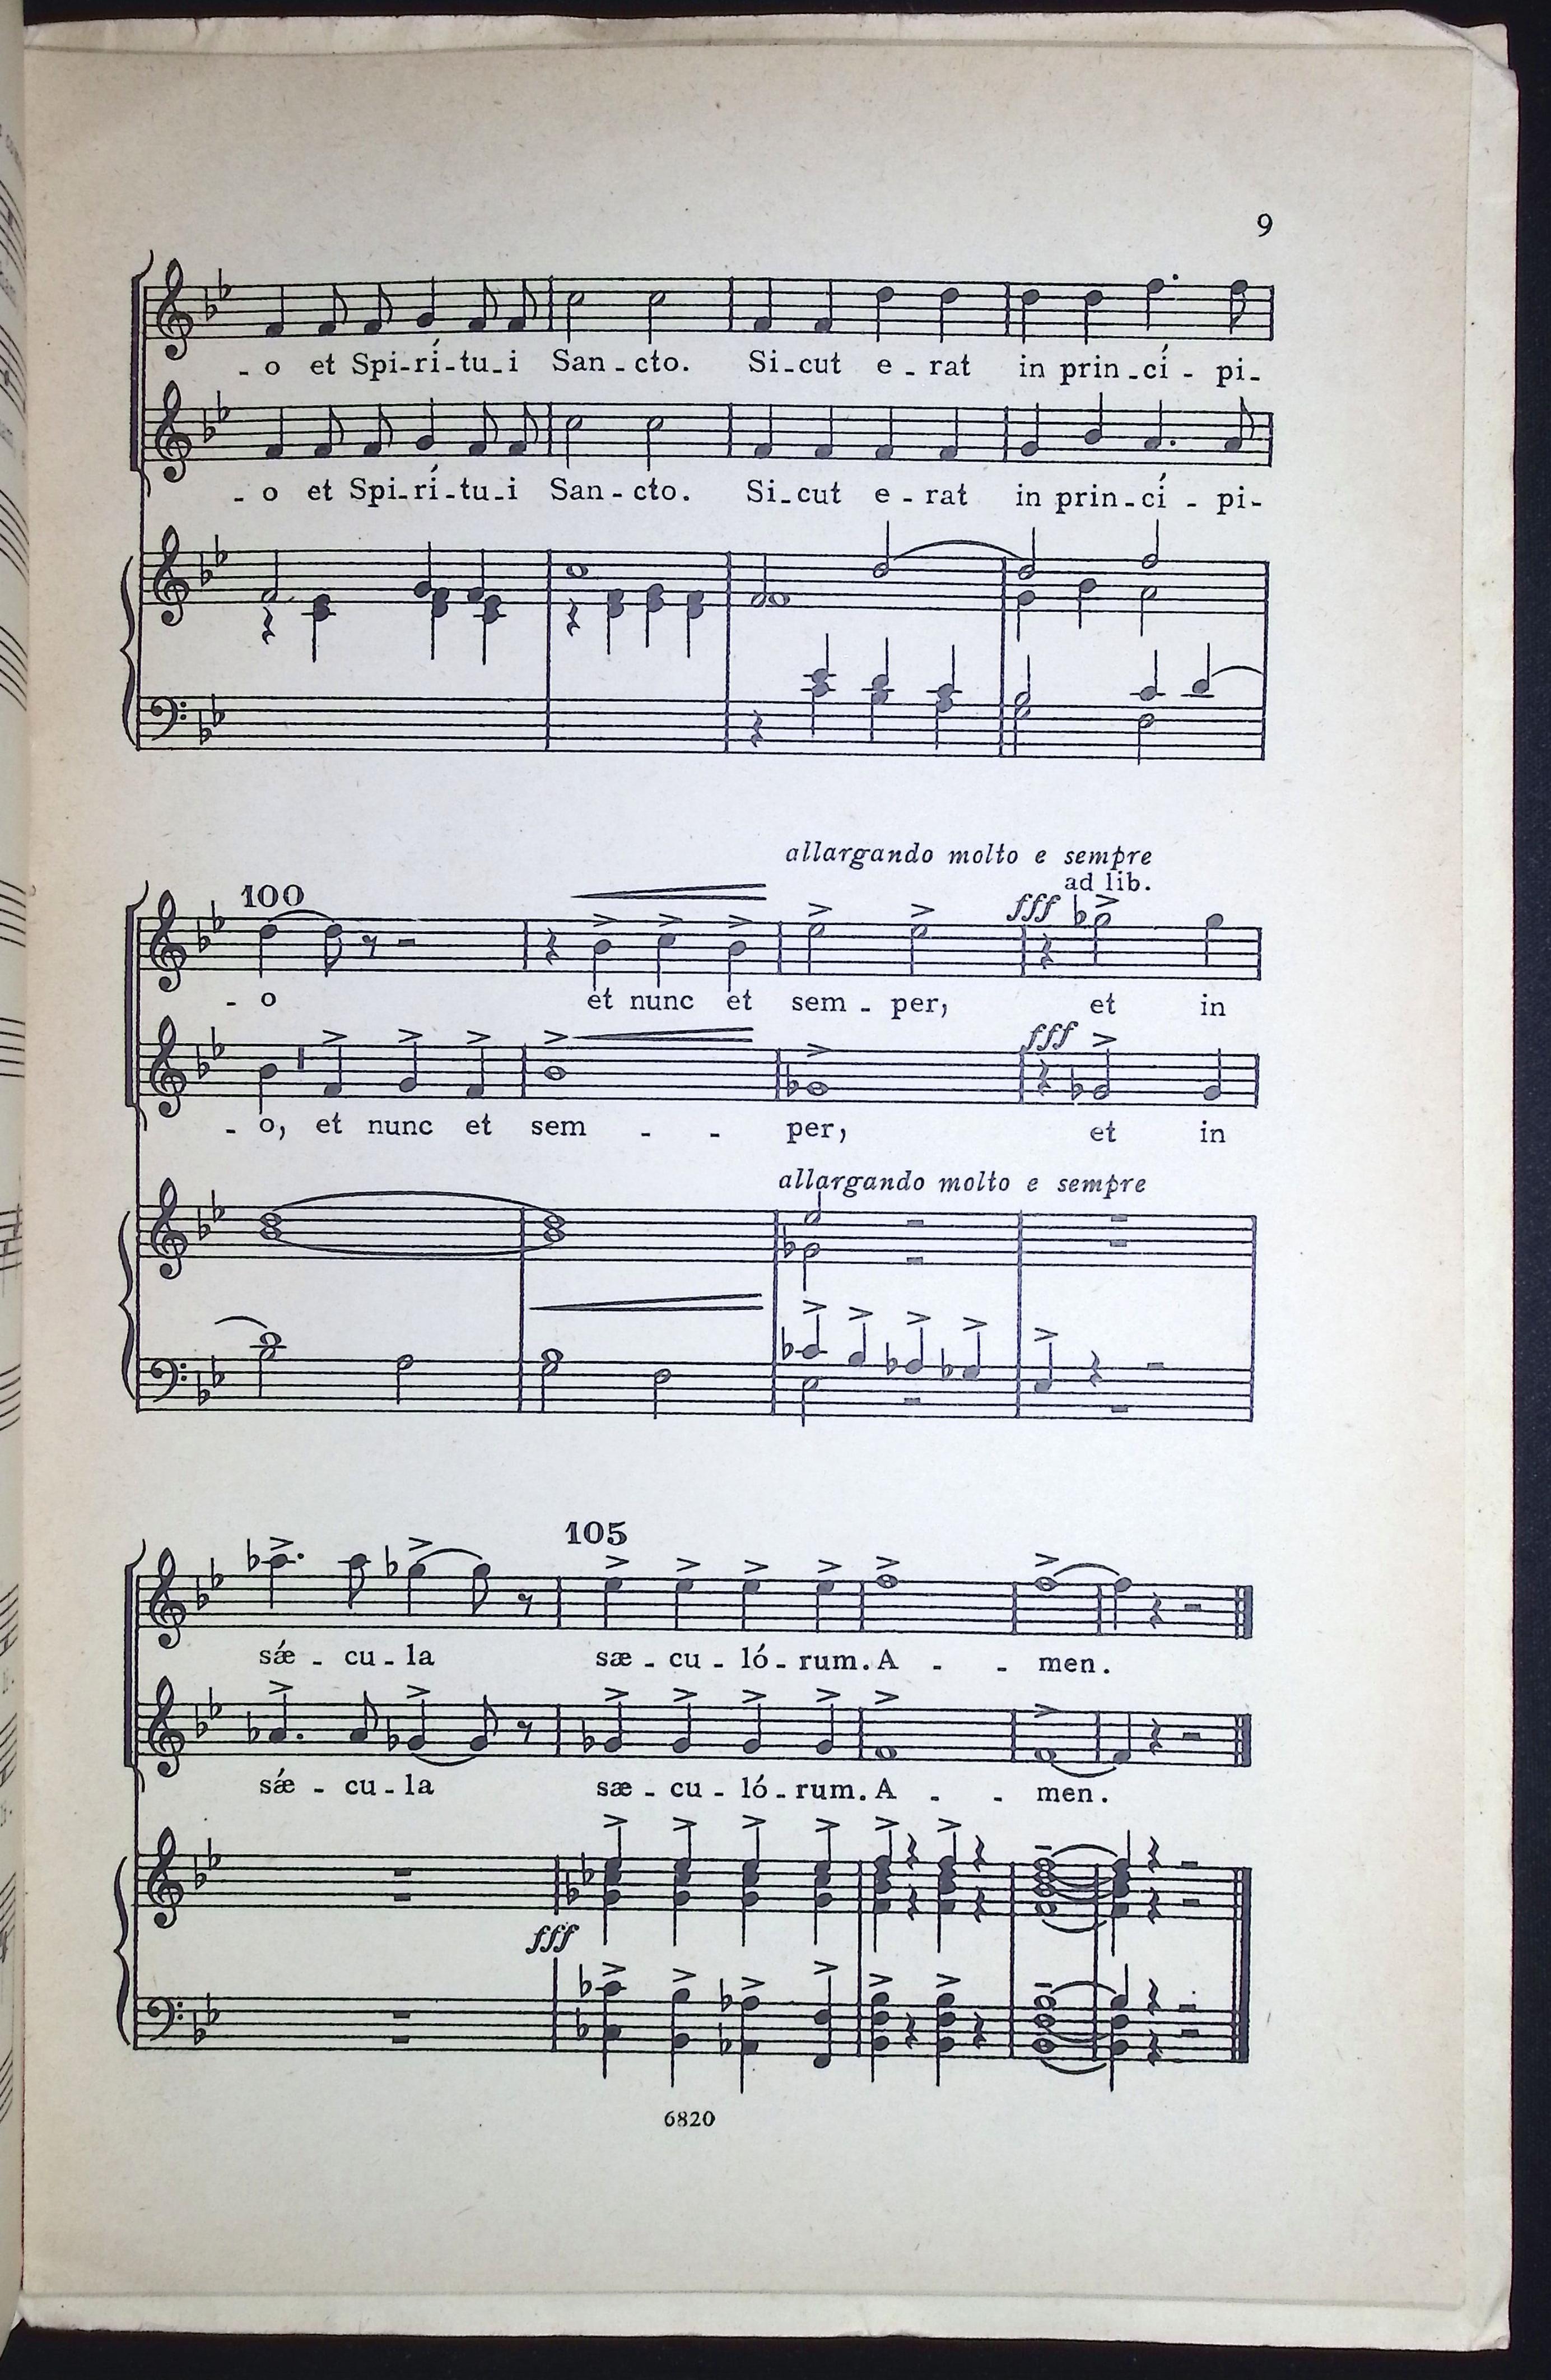 9
- o et Spi-rí-tu-i San-cto. Si-cut e-rat in prin-cí-pi-
- o et Spi-rí-tu-i San-cto. Si-cut e-rat in prin-cí-pi-
allargando molto e sempre
ad lib.
100
fff
- o et nunc et sem-per, et in
fff
- o, et nunc et sem - - per, et in
allargando molto e sempre
105
sǽ-cu-la sæ-cu-ló-rum. A - - men.
sǽ-cu-la sæ-cu-ló-rum. A - - men.
fff
6820